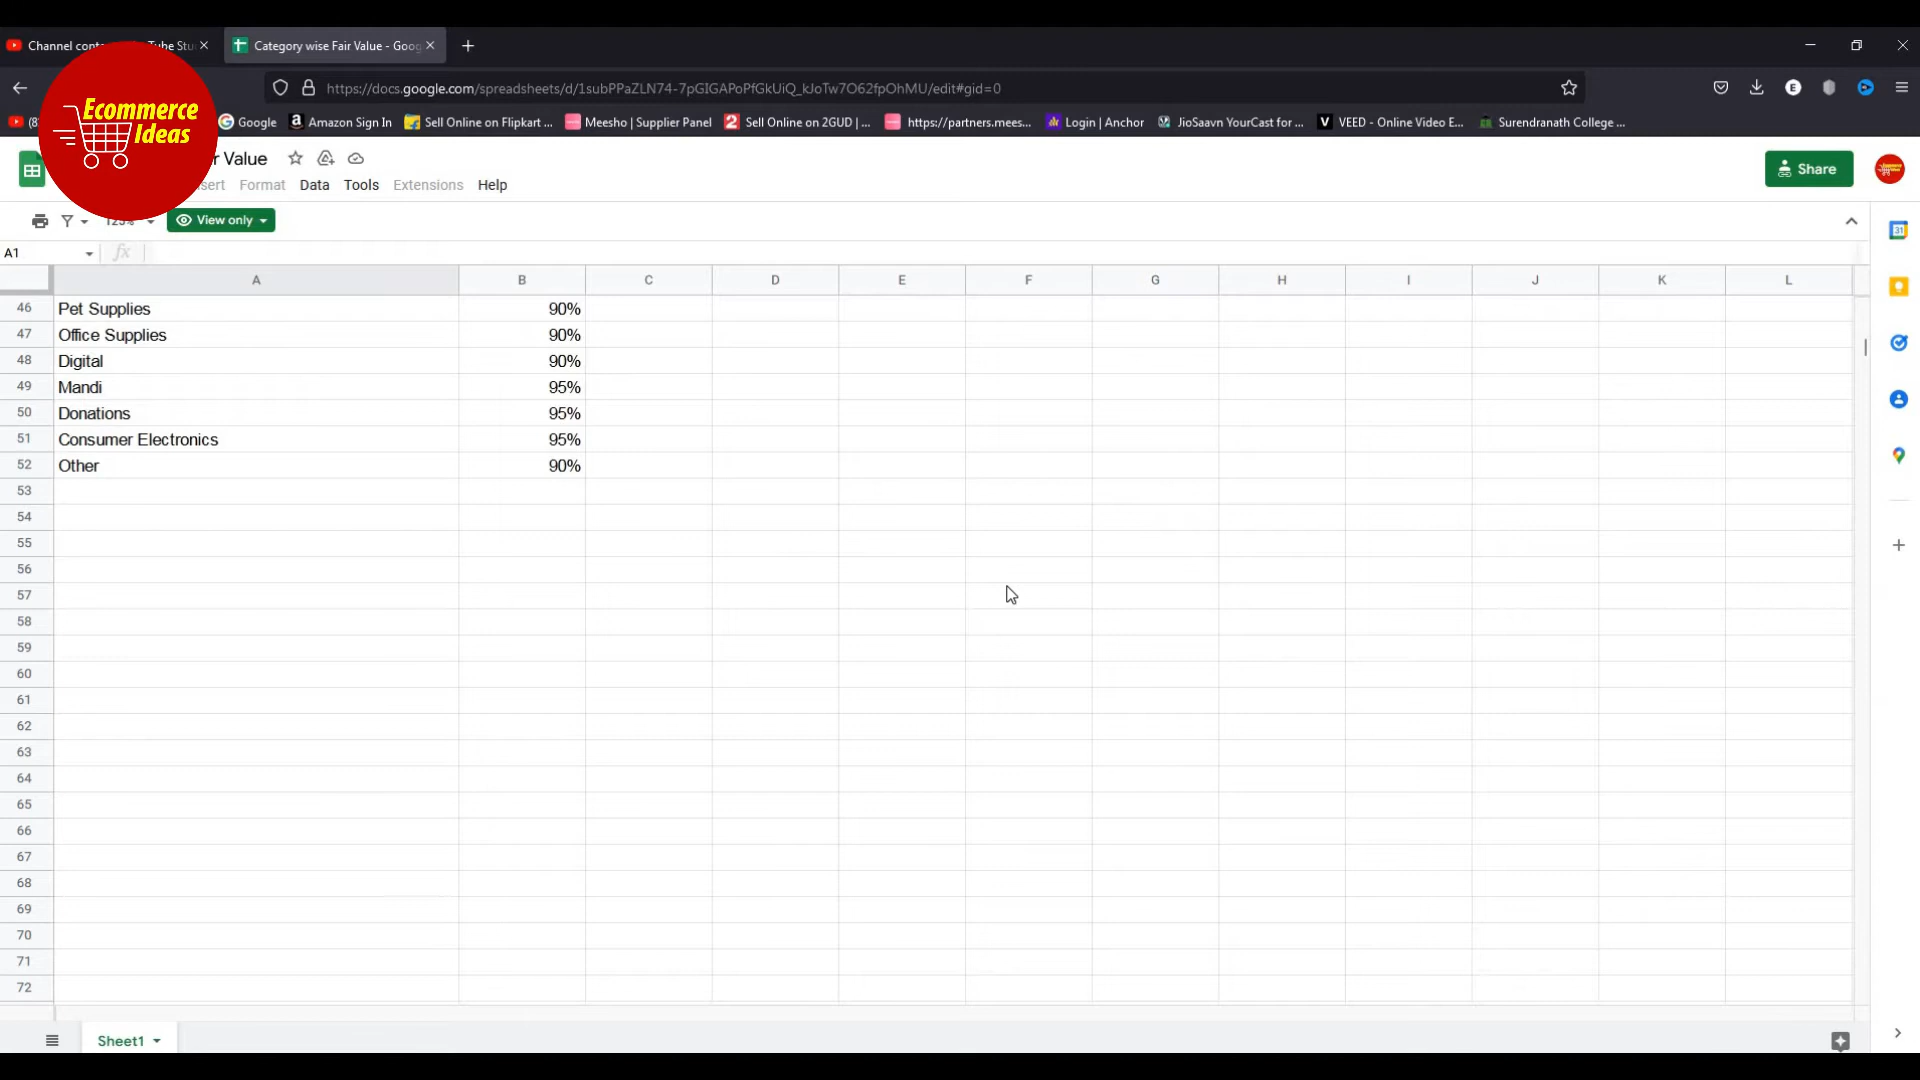 Channel cont Tube Stu
Category wise Fair Value - Goog
https://docs.google.com/spreadsheets/d/1subPPaZLN74-7pGIGAPoPfGkUiQ_kJoTw7O62fpOhMU/edit#gid=0
E
Google
Amazon Sign In
Sell Online on Flipkart ...
Meesho | Supplier Panel
2 Sell Online on 2GUD | ...
https://partners.mees...
Login | Anchor
JioSaavn YourCast for ...
V VEED - Online Video E...
Surendranath College ...
Ecommerce
Ideas
r Value
Share
sert Format Data Tools Extensions Help
125% View only
31
A1 fx
A B C D E F G H I J K L
46 Pet Supplies 90%
47 Office Supplies 90%
48 Digital 90%
49 Mandi 95%
50 Donations 95%
51 Consumer Electronics 95%
52 Other 90%
53
54
55
56
57
58
59
60
61
62
63
64
65
66
67
68
69
70
71
72
Sheet1